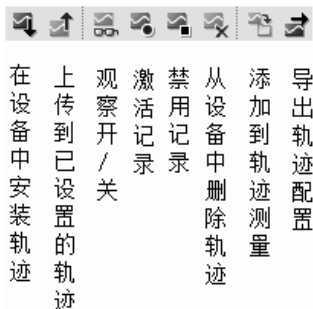 在设备中安装轨迹
上传到已设置的轨迹
观察开/关
激活记录
禁用记录
从设备中删除轨迹
添加到轨迹测量
导出轨迹配置